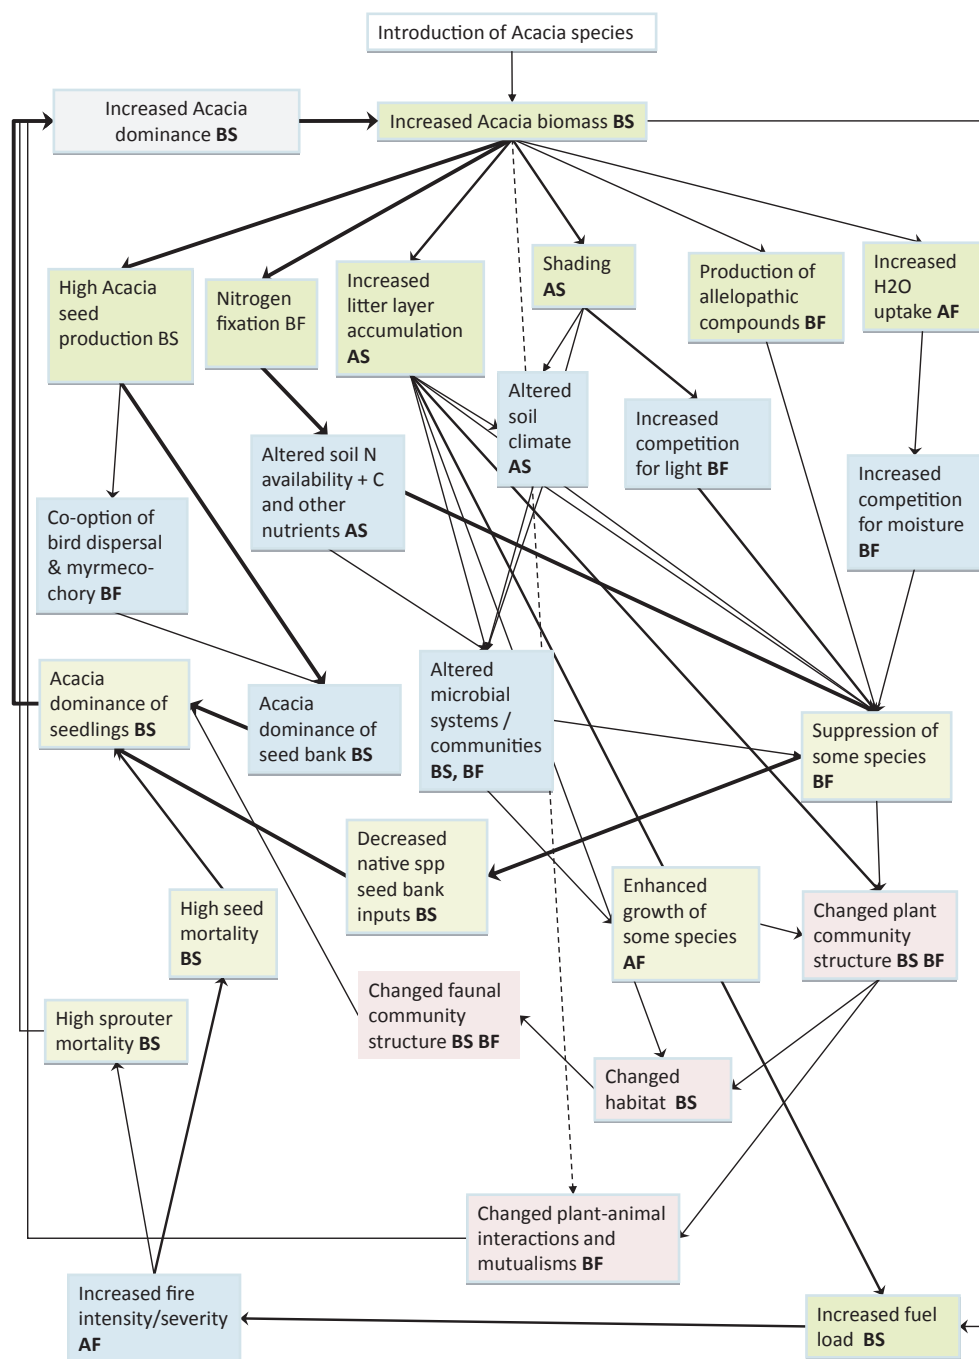 Introduction of Acacia species
Increased Acacia
dominance BS
Increased Acacia biomass BS
High Acacia
seed
production BS
Nitrogen
fixation BF
Increased
litter layer
accumulation
AS
Shading
AS
Production of
allelopathic
compounds BF
Increased
H2O
uptake AF
Altered
soil
climate
AS
Increased
competition
for light BF
Altered soil N
availability + C
and other
nutrients AS
Increased
competition
for moisture
BF
Co-option of
bird dispersal
& myrmeco-
chory BF
Acacia
dominance of
seedlings BS
Acacia
dominance of
seed bank BS
Altered
microbial
systems /
communities
BS, BF
Suppression of
some species
BF
Decreased
native spp
seed bank
inputs BS
High seed
mortality
BS
Enhanced
growth of
some species
AF
Changed plant
community
structure BS BF
Changed faunal
community
structure BS BF
High sprouter
mortality BS
Changed
habitat BS
Changed plant-animal
interactions and
mutualisms BF
Increased fire
intensity/severity
AF
Increased fuel
load BS